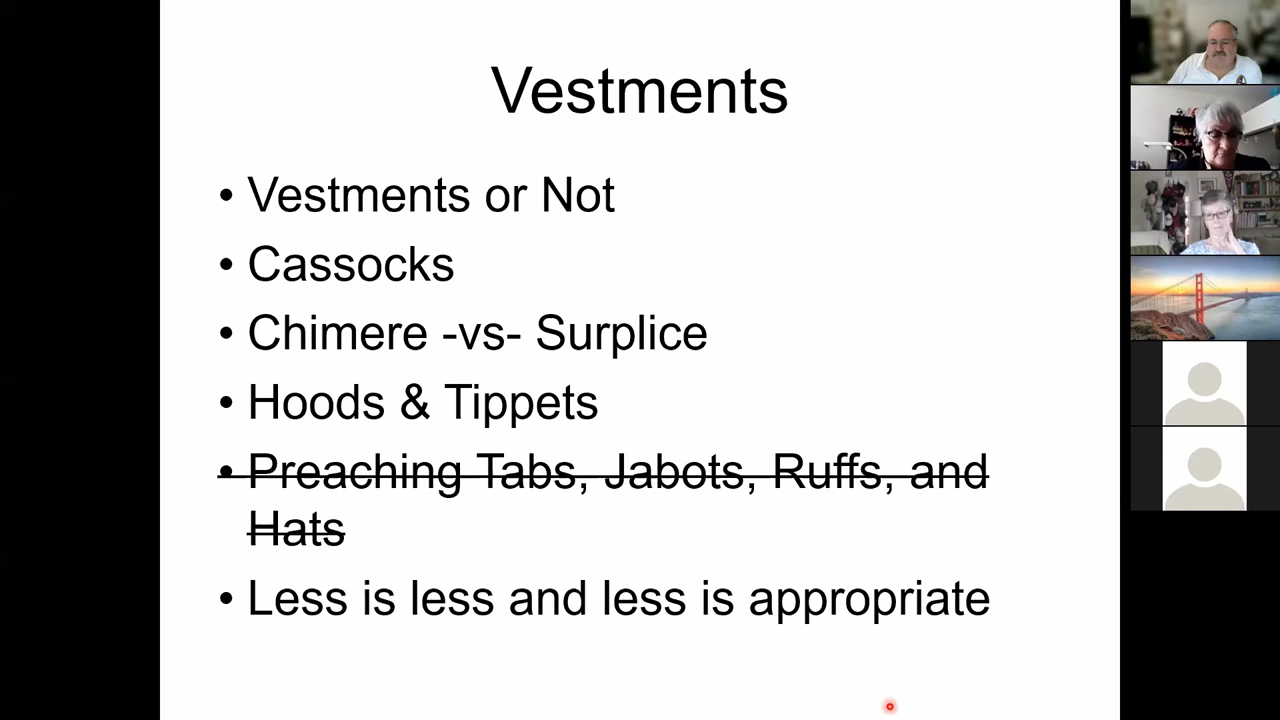 Vestments
• Vestments or Not
• Cassocks
• Chimere -vs- Surplice
• Hoods & Tippets
• Preaching Tabs, Jabots, Ruffs, and
Hats
• Less is less and less is appropriate